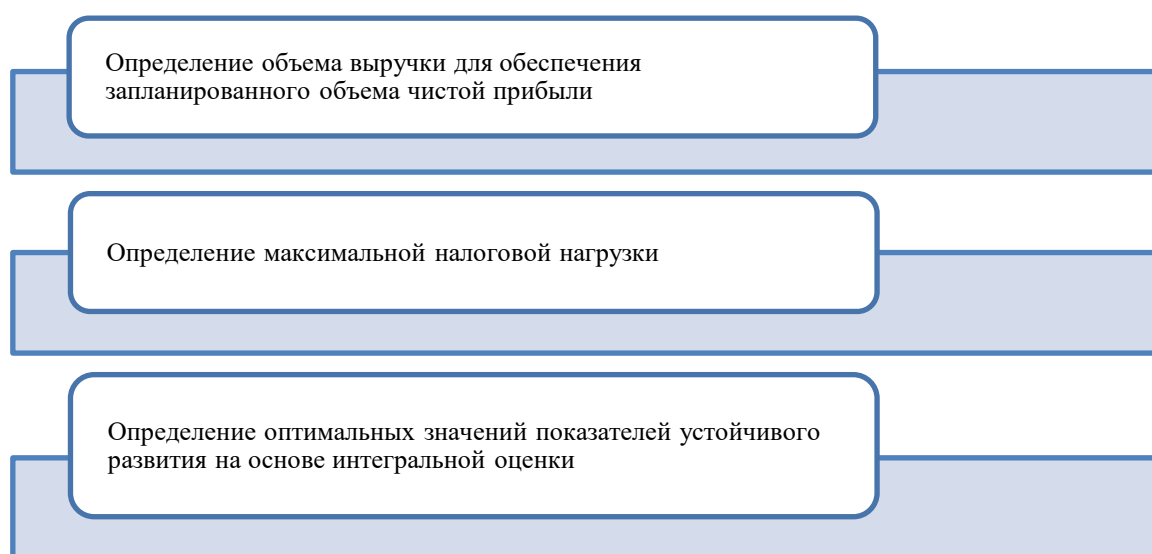 Определение объема выручки для обеспечения
запланированного объема чистой прибыли
Определение максимальной налоговой нагрузки
Определение оптимальных значений показателей устойчивого
развития на основе интегральной оценки